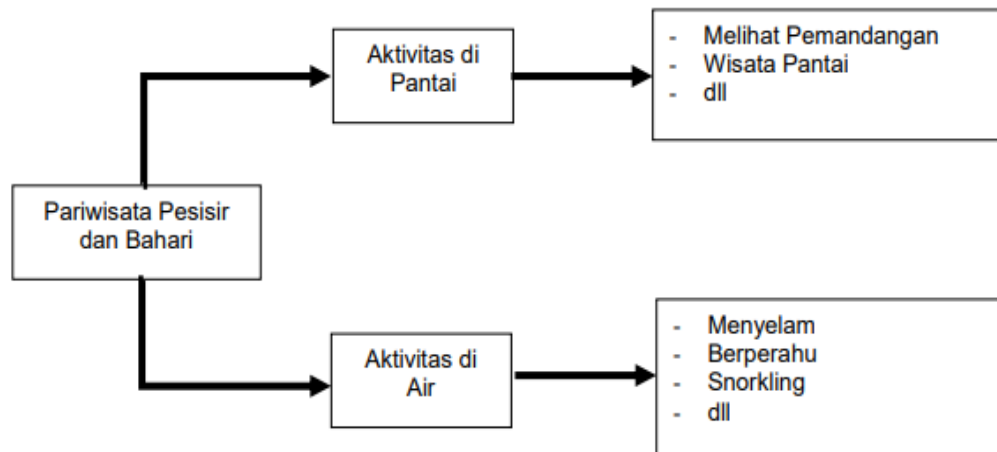 Aktivitas di
Pantai
- Melihat Pemandangan
- Wisata Pantai
- dll
Pariwisata Pesisir
dan Bahari
Aktivitas di
Air
- Menyelam
- Berperahu
- Snorkling
- dll